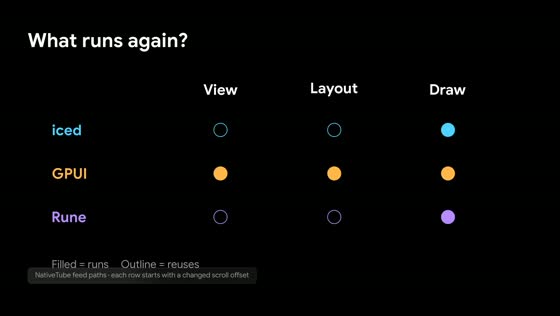 What runs again?
View Layout Draw
iced
GPUI
Rune
Filled = runs Outline = reuses
NativeTube feed paths · each row starts with a changed scroll offset